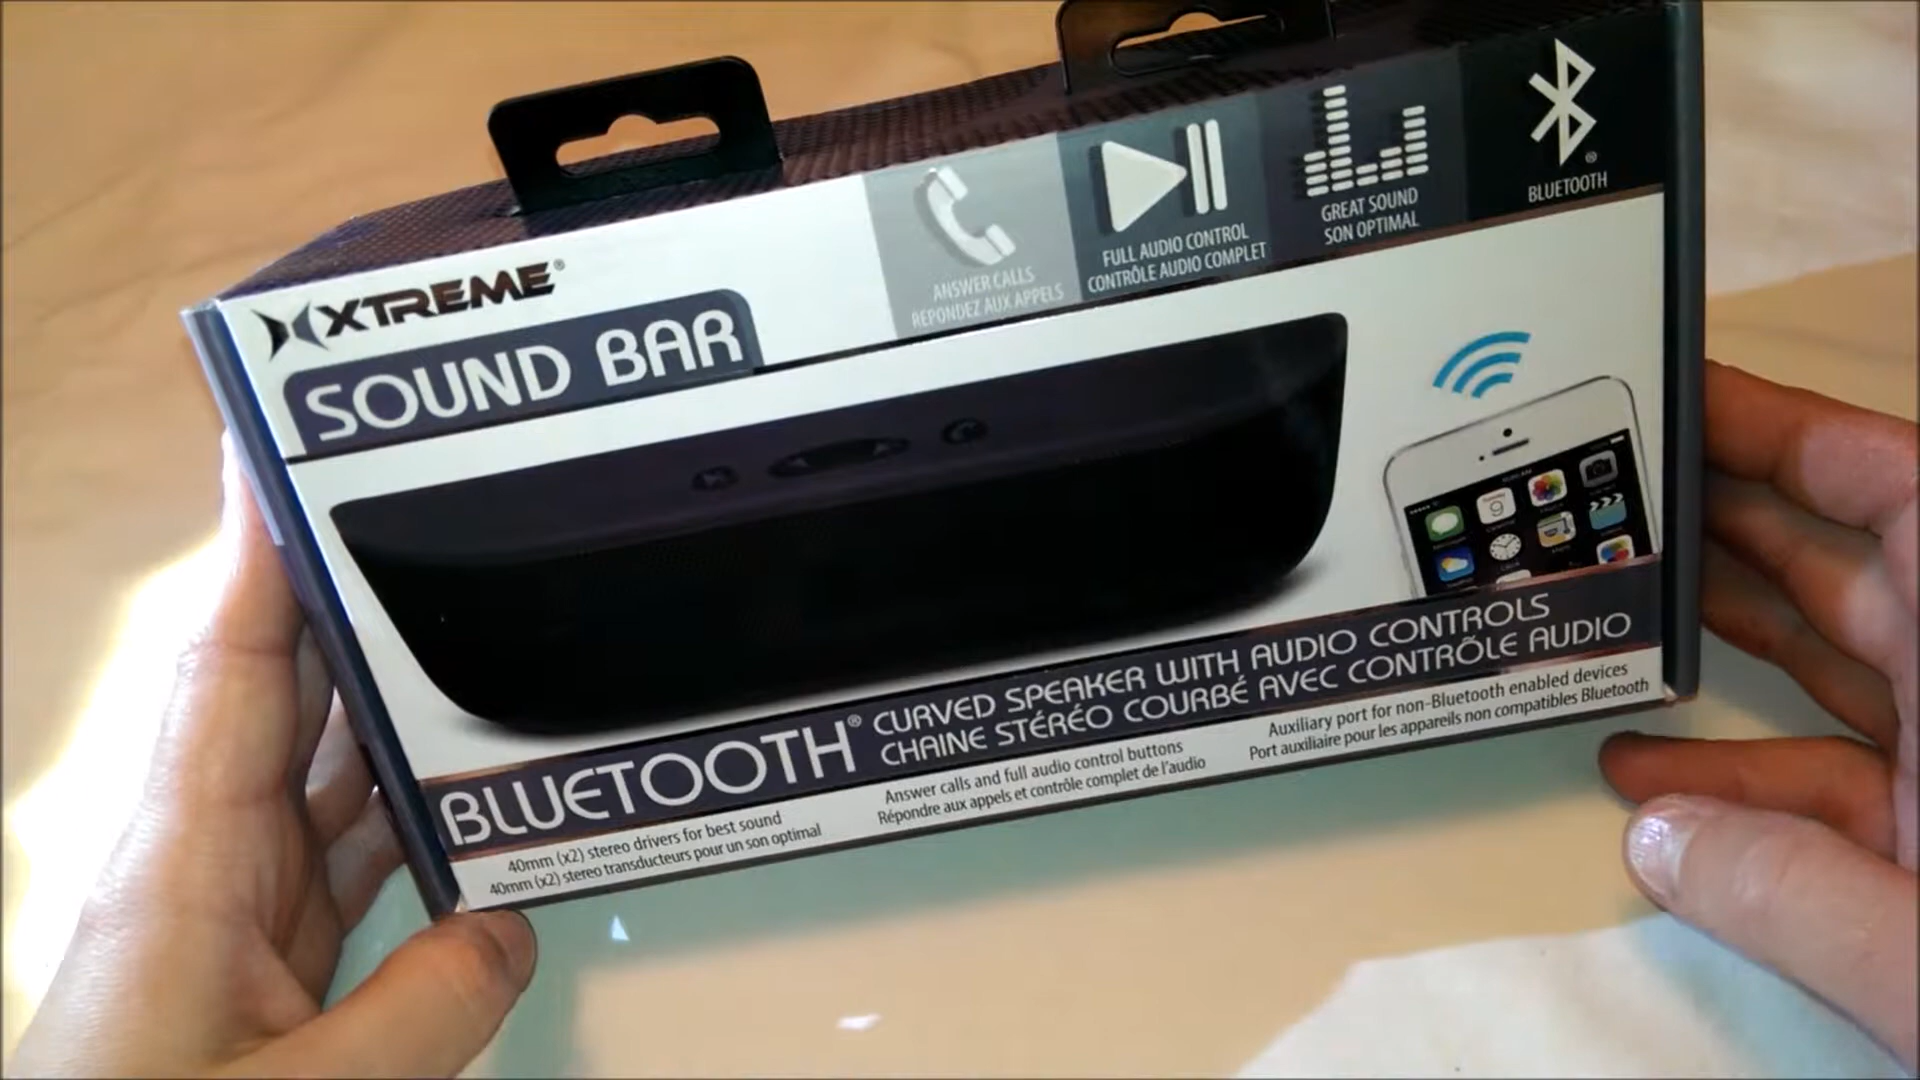 XTREME®
SOUND BAR
ANSWER CALLS
RÉPONDEZ AUX APPELS
FULL AUDIO CONTROL
CONTRÔLE AUDIO COMPLET
GREAT SOUND
SON OPTIMAL
®
BLUETOOTH
9
BLUETOOTH® CURVED SPEAKER WITH AUDIO CONTROLS
CHAINE STÉRÉO COURBÉ AVEC CONTRÕLE AUDIO
40mm (x2) stereo drivers for best sound
40mm (x2) stereo transducteurs pour un son optimal
Answer calls and full audio control buttons
Répondre aux appels et contrôle complet de l'audio
Auxiliary port for non-Bluetooth enabled devices
Port auxiliaire pour les appareils non compatibles Bluetooth